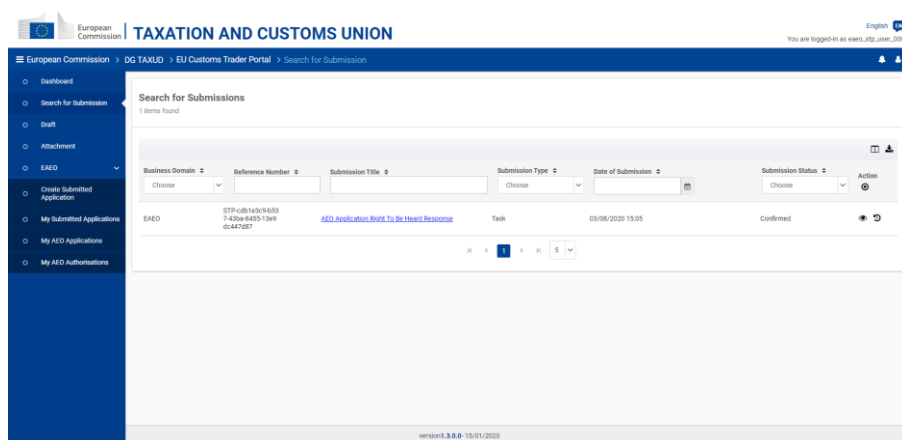 European
Commission
TAXATION AND CUSTOMS UNION
English EN
You are logged-in as eaeo_stp_user_00
European Commission > DG TAXUD > EU Customs Trader Portal > Search for Submission
Dashboard
Search for Submission
Draft
Attachment
EAEO
Create Submitted
Application
My Submitted Applications
My AEO Applications
My AEO Authorisations
Search for Submissions
1 items found
Business Domain Reference Number Submission Title Submission Type Date of Submission Submission Status Action
Choose Choose Choose
EAEO STP-cdb1e3c9-b53 AEO Application Right To Be Heard Response Task 03/08/2020 15:05 Confirmed
7-43ba-8455-13e9
dc447d87
1 5
version1.3.0.0- 15/01/2020